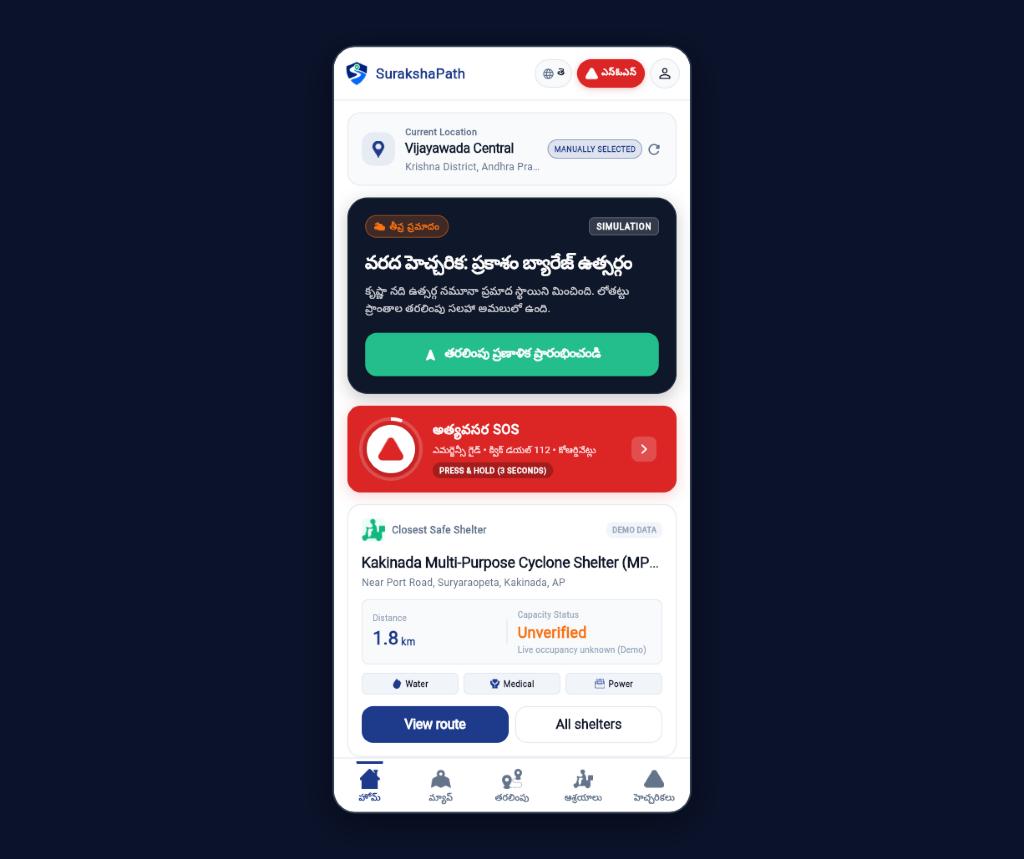 SurakshaPath
తె
ఎస్ఓఎస్
Current Location
Vijayawada Central
Krishna District, Andhra Pra...
MANUALLY SELECTED
తీవ్ర ప్రమాదం
SIMULATION
వరద హెచ్చరిక: ప్రకాశం బ్యారేజ్ ఉత్సర్గం
కృష్ణా నది ఉత్సర్గ నమూనా ప్రమాద స్థాయిని మించింది. లోతట్టు
ప్రాంతాల తరలింపు సలహా అమలులో ఉంది.
తరలింపు ప్రణాళిక ప్రారంభించండి
అత్యవసర SOS
ఎమర్జెన్సీ గైడ్ • క్విక్ డయల్ 112 • కోఆర్డినేట్లు
PRESS & HOLD (3 SECONDS)
Closest Safe Shelter
DEMO DATA
Kakinada Multi-Purpose Cyclone Shelter (MP...
Near Port Road, Suryaraopeta, Kakinada, AP
Distance
1.8 km
Capacity Status
Unverified
Live occupancy unknown (Demo)
Water
Medical
Power
View route
All shelters
హోమ్
మ్యాప్
తరలింపు
ఆశ్రయాలు
హెచ్చరికలు